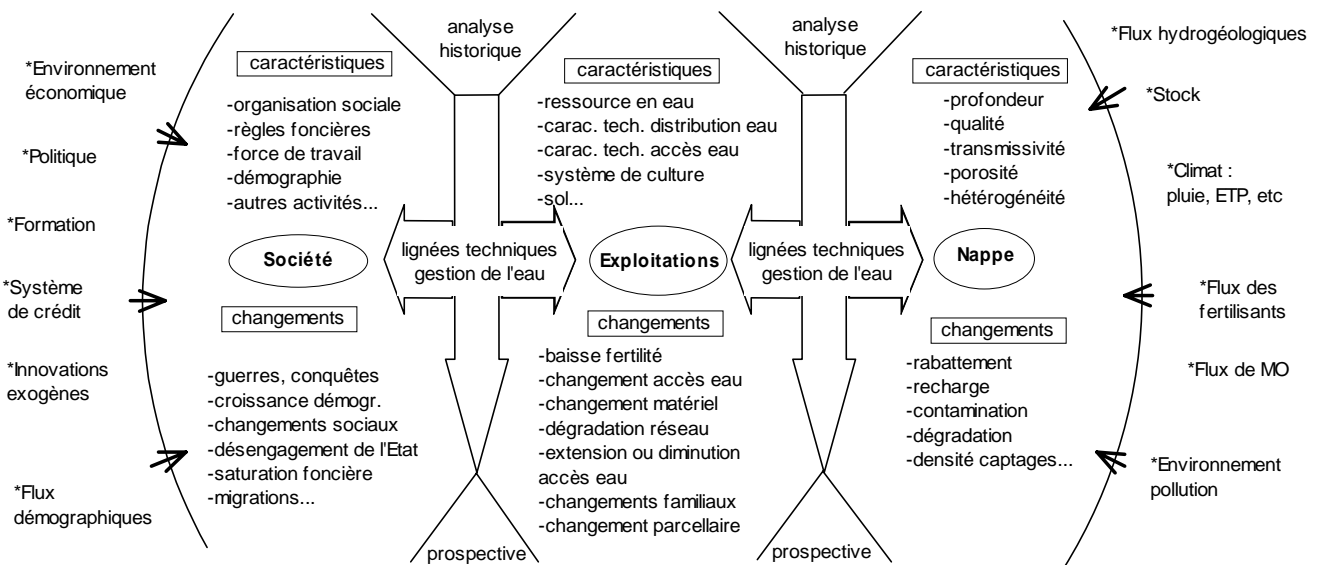 *Environnement
économique
*Politique
*Formation
*Système
de crédit
*Innovations
exogènes
*Flux
démographiques
caractéristiques
-organisation sociale
-règles foncières
-force de travail
-démographie
-autres activités...
Société
changements
-guerres, conquêtes
-croissance démogr.
-changements sociaux
-désengagement de l'Etat
-saturation foncière
-migrations...
analyse
historique
lignées techniques
gestion de l'eau
prospective
caractéristiques
-ressource en eau
-carac. tech. distribution eau
-carac. tech. accès eau
-système de culture
-sol...
Exploitations
changements
-baisse fertilité
-changement accès eau
-changement matériel
-dégradation réseau
-extension ou diminution
accès eau
-changements familiaux
-changement parcellaire
analyse
historique
lignées techniques
gestion de l'eau
prospective
caractéristiques
-profondeur
-qualité
-transmissivité
-porosité
-hétérogénéité
Nappe
changements
-rabattement
-recharge
-contamination
-dégradation
-densité captages...
*Flux hydrogéologiques
*Stock
*Climat :
pluie, ETP, etc
*Flux des
fertilisants
*Flux de MO
*Environnement
pollution